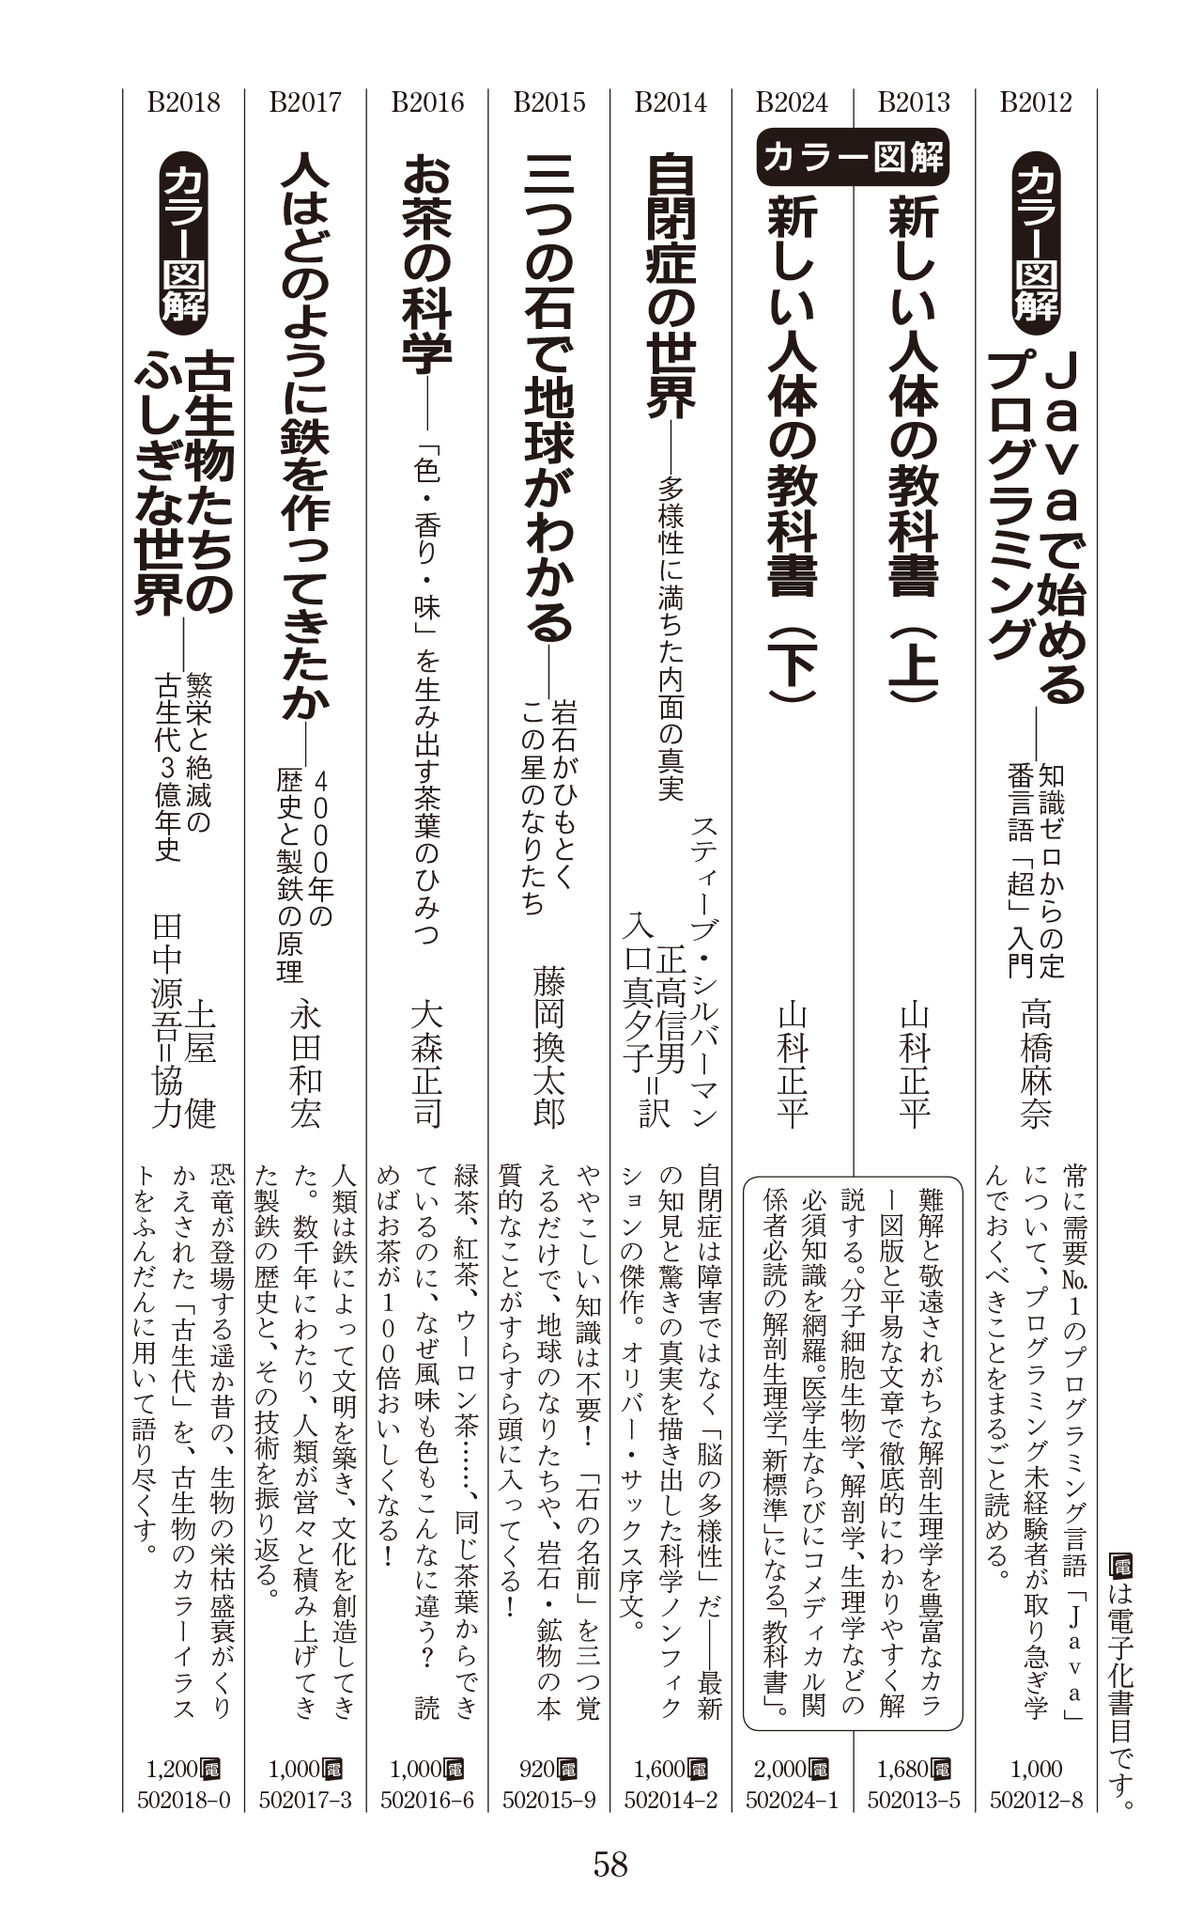 電は電子化書目です。
B2012
カラー図解
Javaで始める
プログラミング
知識ゼロからの定
番言語「超」入門
高橋麻奈
常に需要№1のプログラミング言語「Java」
について、プログラミング未経験者が取り急ぎ学
んでおくべきことをまるごと読める。
1,000
502012-8
カラー図解
B2013
新しい人体の教科書（上）
山科正平
B2024
新しい人体の教科書（下）
山科正平
難解と敬遠されがちな解剖生理学を豊富なカラ
ー図版と平易な文章で徹底的にわかりやすく解
説する。分子細胞生物学、解剖学、生理学などの
必須知識を網羅。医学生ならびにコメディカル関
係者必読の解剖生理学「新標準」になる「教科書」。
1,680電
502013-5
2,000電
502024-1
B2014
自閉症の世界――多様性に満ちた内面の真実
スティーブ・シルバーマン
正高信男
入口真夕子＝訳
自閉症は障害ではなく「脳の多様性」だ――最新
の知見と驚きの真実を描き出した科学ノンフィク
ションの傑作。オリバー・サックス序文。
1,600電
502014-2
B2015
三つの石で地球がわかる
岩石がひもとく
この星のなりたち
藤岡換太郎
ややこしい知識は不要！「石の名前」を三つ覚
えるだけで、地球のなりたちや、岩石・鉱物の本
質的なことがすらすら頭に入ってくる！
920電
502015-9
B2016
お茶の科学――「色・香り・味」を生み出す茶葉のひみつ
大森正司
緑茶、紅茶、ウーロン茶……、同じ茶葉からでき
ているのに、なぜ風味も色もこんなに違う？　読
めばお茶が100倍おいしくなる！
1,000電
502016-6
B2017
人はどのように鉄を作ってきたか
4000年の
歴史と製鉄の原理
永田和宏
人類は鉄によって文明を築き、文化を創造してき
た。数千年にわたり、人類が営々と積み上げてき
た製鉄の歴史と、その技術を振り返る。
1,000電
502017-3
B2018
カラー図解
古生物たちの
ふしぎな世界
繁栄と絶滅の
古生代3億年史
土屋　健
田中源吾＝協力
恐竜が登場する遥か昔の、生物の栄枯盛衰がくり
かえされた「古生代」を、古生物のカラーイラス
トをふんだんに用いて語り尽くす。
1,200電
502018-0
58